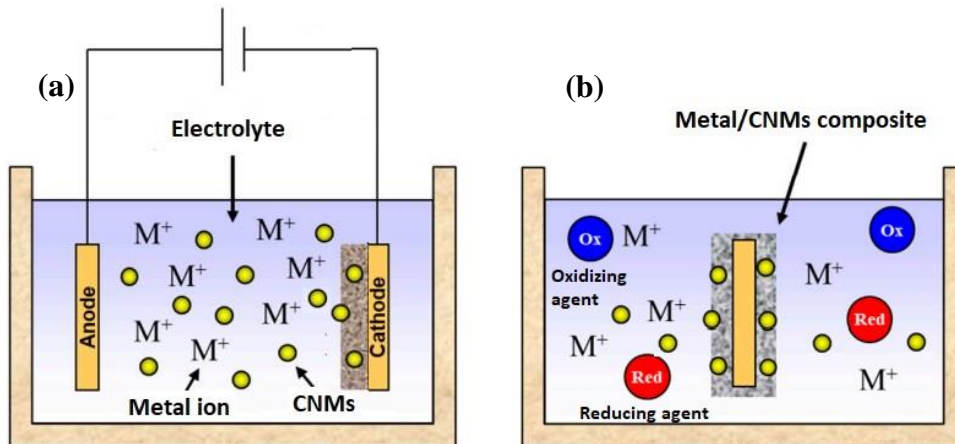 (a)
Electrolyte
M⁺
M⁺
M⁺
M⁺
M⁺
M⁺
M⁺
Anode
Cathode
Metal ion
CNMs
(b)
Metal/CNMs composite
Ox
M⁺
Ox
Oxidizing
agent
M⁺
M⁺
Red
M⁺
Red
M⁺
Reducing agent